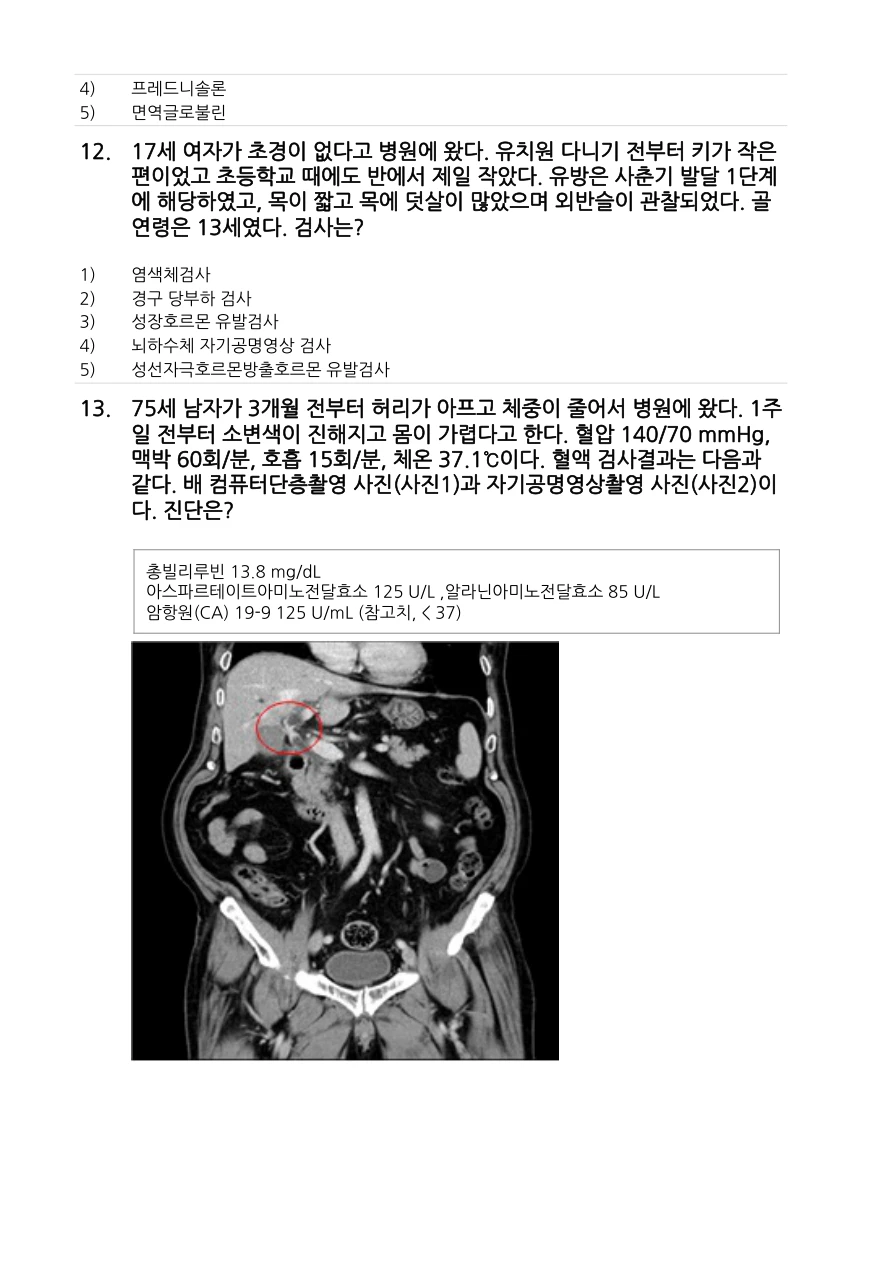 4) 프레드니솔론
5) 면역글로불린
12. 17세 여자가 초경이 없다고 병원에 왔다. 유치원 다니기 전부터 키가 작은
편이었고 초등학교 때에도 반에서 제일 작았다. 유방은 사춘기 발달 1단계
에 해당하였고, 목이 짧고 목에 덧살이 많았으며 외반슬이 관찰되었다. 골
연령은 13세였다. 검사는?
1) 염색체검사
2) 경구 당부하 검사
3) 성장호르몬 유발검사
4) 뇌하수체 자기공명영상 검사
5) 성선자극호르몬방출호르몬 유발검사
13. 75세 남자가 3개월 전부터 허리가 아프고 체중이 줄어서 병원에 왔다. 1주
일 전부터 소변색이 진해지고 몸이 가렵다고 한다. 혈압 140/70 mmHg,
맥박 60회/분, 호흡 15회/분, 체온 37.1℃이다. 혈액 검사결과는 다음과
같다. 배 컴퓨터단층촬영 사진(사진1)과 자기공명영상촬영 사진(사진2)이
다. 진단은?
총빌리루빈 13.8 mg/dL
아스파르테이트아미노전달효소 125 U/L ,알라닌아미노전달효소 85 U/L
암항원(CA) 19-9 125 U/mL (참고치, < 37)